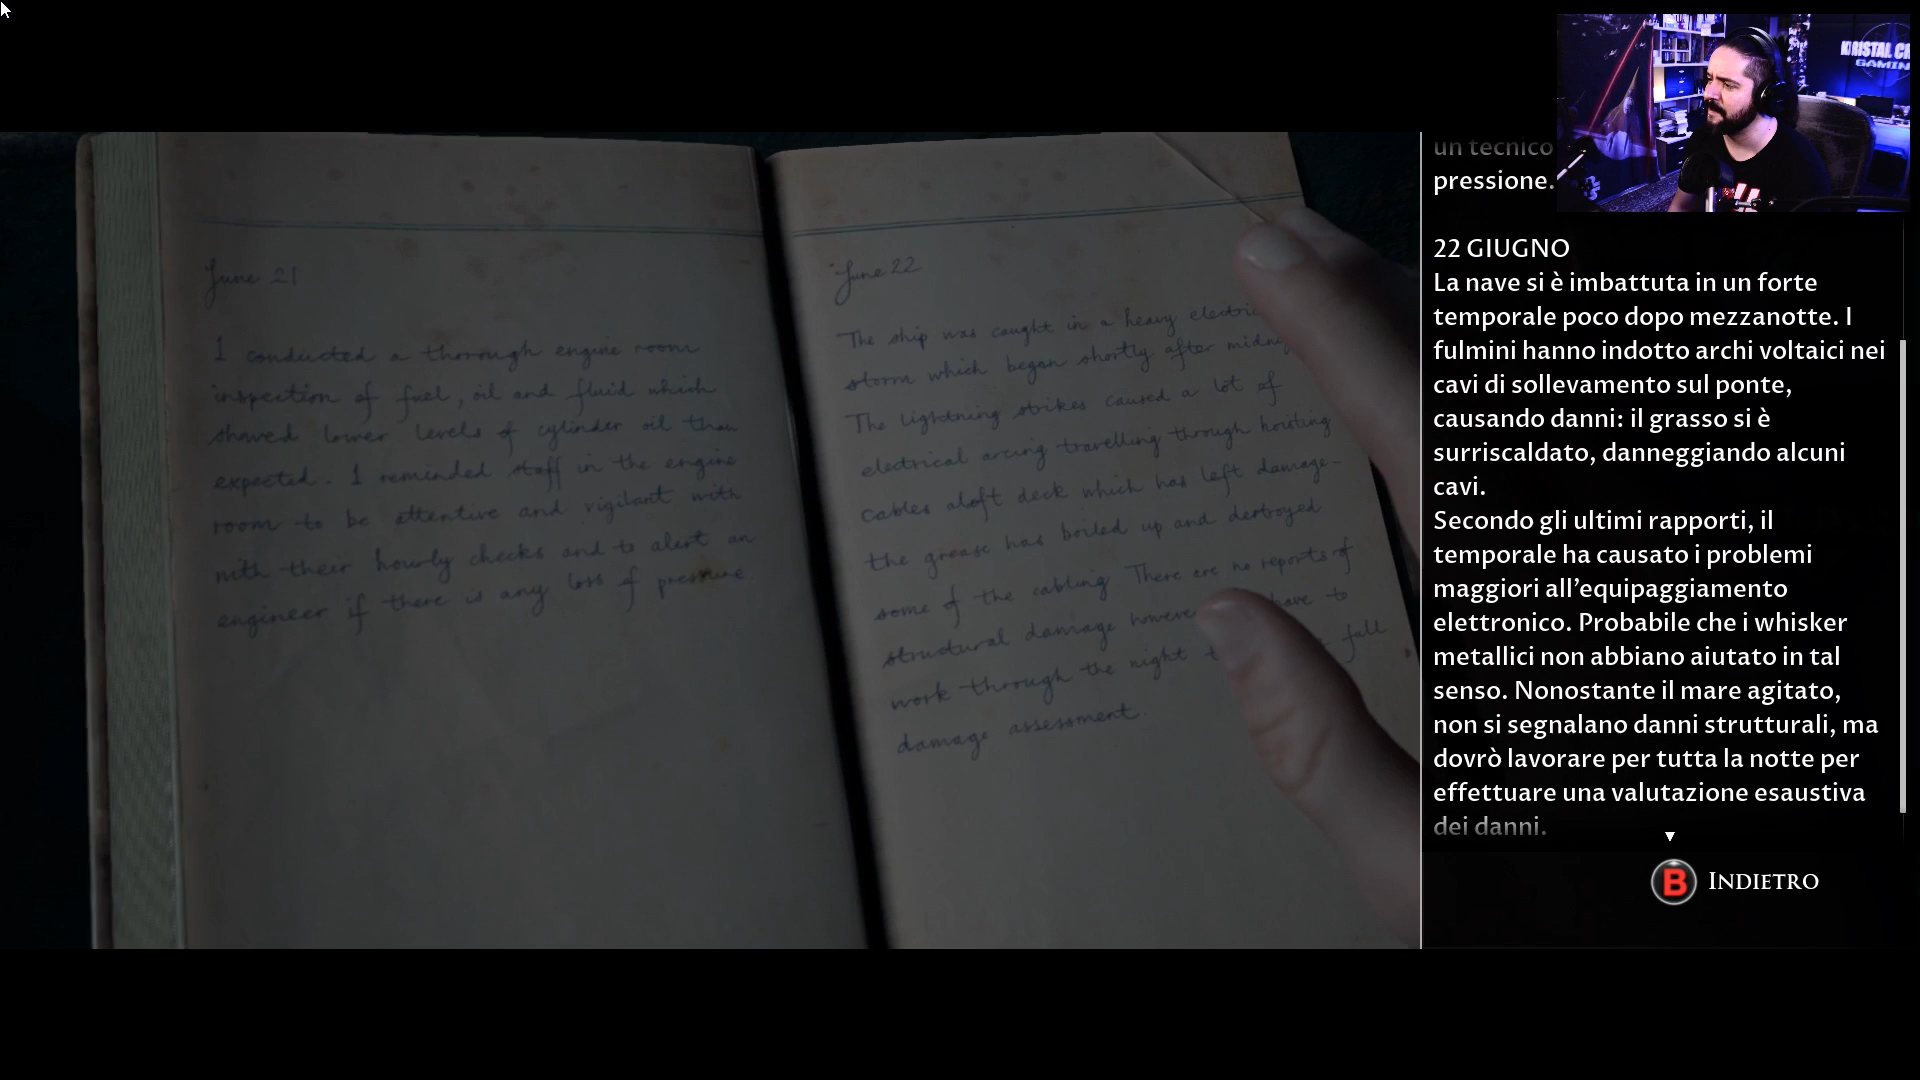 June 21
I conducted a thorough engine room
inspection of fuel, oil and fluid which
showed lower levels of cylinder oil than
expected. I reminded staff in the engine
room to be attentive and vigilant with
with their hourly checks and to alert an
engineer if there is any loss of pressure
June 22
The ship was caught in a heavy electric
storm which began shortly after midn
The lightning strikes caused a lot of
electrical arcing travelling through hoisting
cables aloft deck which has left damage-
the grease has boiled up and destroyed
some of the cabling There are no reports of
structural damage howeve have to
work through the night fall
damage assessment.
KRISTAL
GAMIN
un tecnico
pressione.
22 GIUGNO
La nave si è imbattuta in un forte
temporale poco dopo mezzanotte. I
fulmini hanno indotto archi voltaici nei
cavi di sollevamento sul ponte,
causando danni: il grasso si è
surriscaldato, danneggiando alcuni
cavi.
Secondo gli ultimi rapporti, il
temporale ha causato i problemi
maggiori all'equipaggiamento
elettronico. Probabile che i whisker
metallici non abbiano aiutato in tal
senso. Nonostante il mare agitato,
non si segnalano danni strutturali, ma
dovrò lavorare per tutta la notte per
effettuare una valutazione esaustiva
dei danni.
B INDIETRO